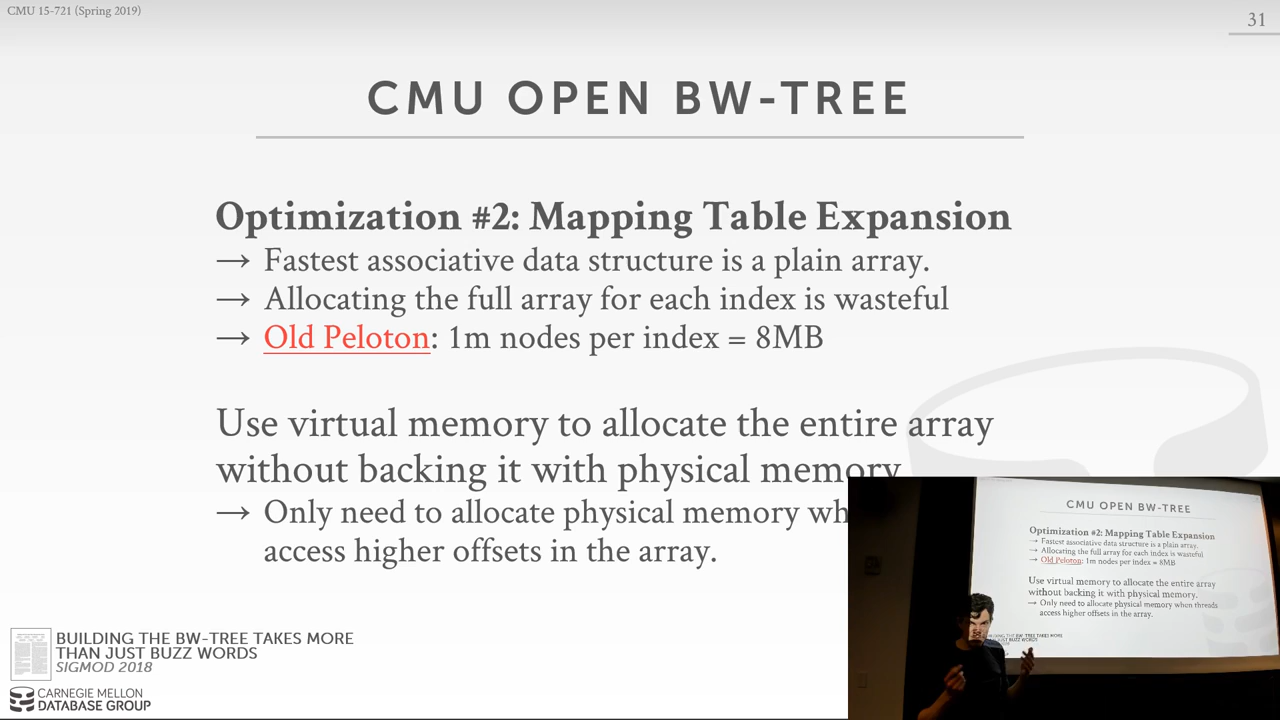 CMU 15-721 (Spring 2019)
31
CMU OPEN BW-TREE
Optimization #2: Mapping Table Expansion
→ Fastest associative data structure is a plain array.
→ Allocating the full array for each index is wasteful
→ Old Peloton: 1m nodes per index = 8MB
Use virtual memory to allocate the entire array
without backing it with physical memory
→ Only need to allocate physical memory wh
access higher offsets in the array.
BUILDING THE BW-TREE TAKES MORE
THAN JUST BUZZ WORDS
SIGMOD 2018
CARNEGIE MELLON
DATABASE GROUP
CMU OPEN BW-TREE
Optimization #2: Mapping Table Expansion
→ Fastest associative data structure is a plain array.
→ Allocating the full array for each index is wasteful
→ Old Peloton: 1m nodes per index = 8MB
Use virtual memory to allocate the entire array
without backing it with physical memory.
→ Only need to allocate physical memory when threads
access higher offsets in the array.